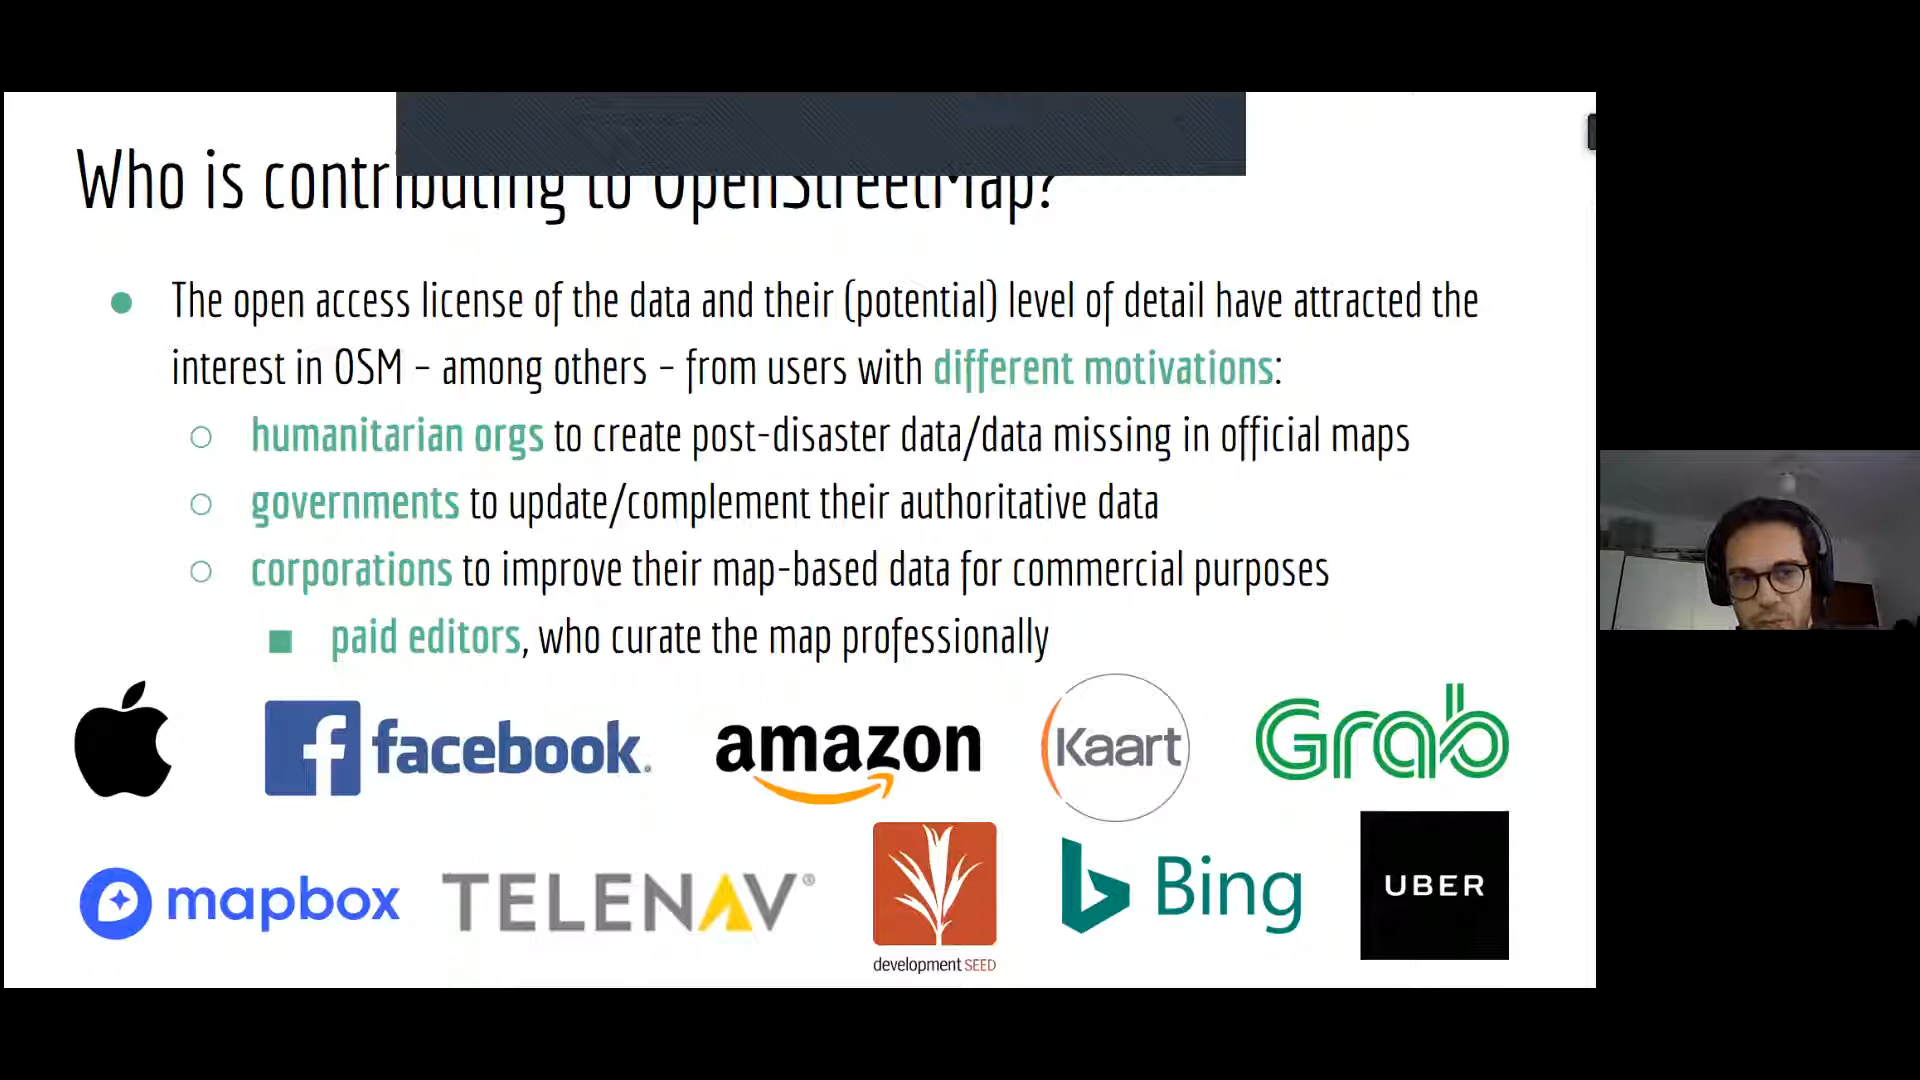 Who is contributing to OpenStreetMap?
The open access license of the data and their (potential) level of detail have attracted the
interest in OSM – among others – from users with different motivations:
humanitarian orgs to create post-disaster data/data missing in official maps
governments to update/complement their authoritative data
corporations to improve their map-based data for commercial purposes
paid editors, who curate the map professionally
facebook.
amazon
Kaart
Grab
mapbox
TELENAV®
development SEED
Bing
UBER